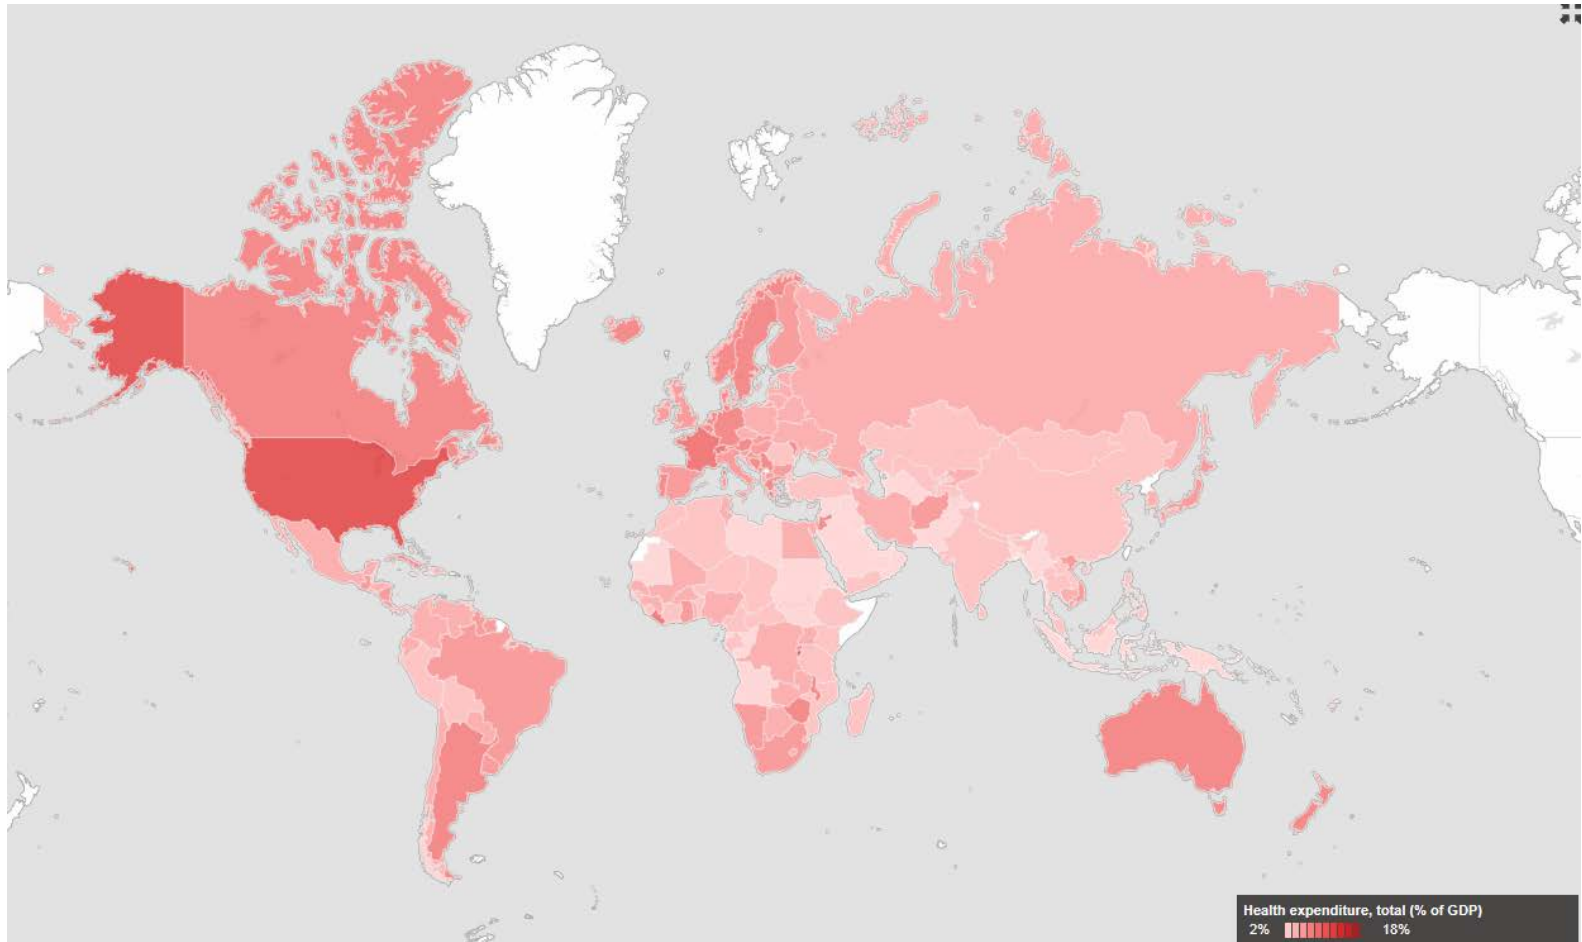 Health expenditure, total (% of GDP)
2% 18%